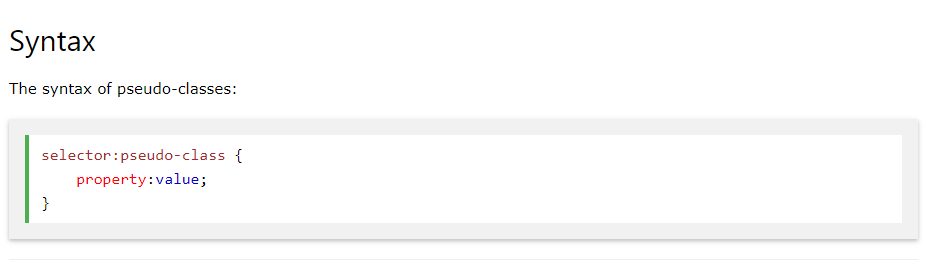 Syntax
The syntax of pseudo-classes:
selector:pseudo-class {
    property:value;
}